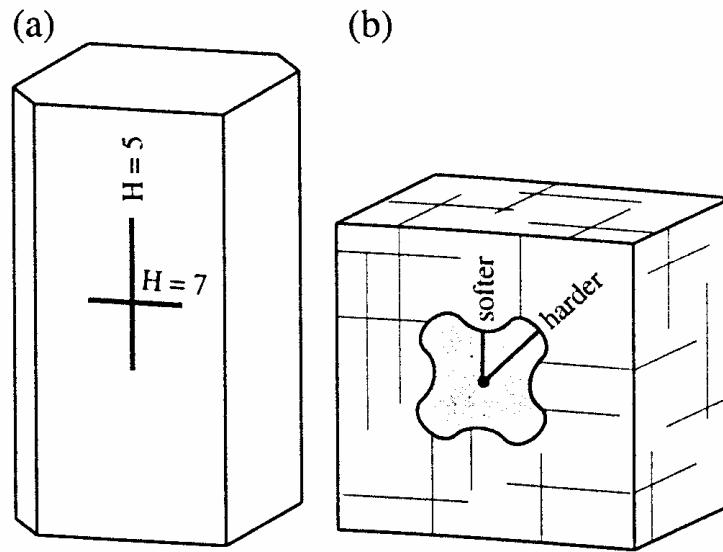 (a)
(b)
H = 5
H = 7
softer
harder